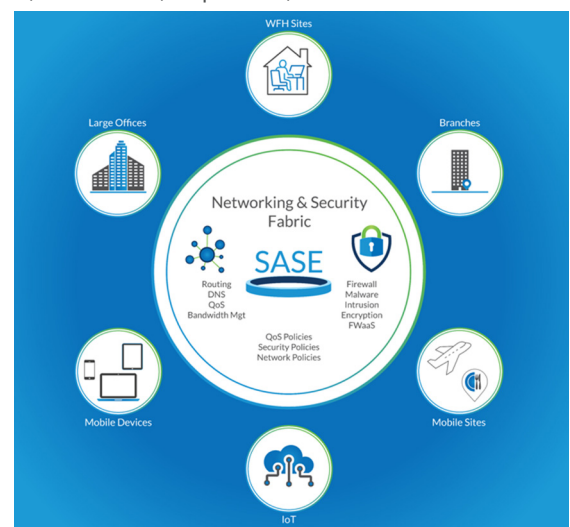 WFH Sites
Large Offices
Branches
Networking & Security
Fabric
SASE
Routing
DNS
QoS
Bandwidth Mgt
Firewall
Malware
Intrusion
Encryption
FWaaS
QoS Policies
Security Policies
Network Policies
Mobile Devices
Mobile Sites
IoT